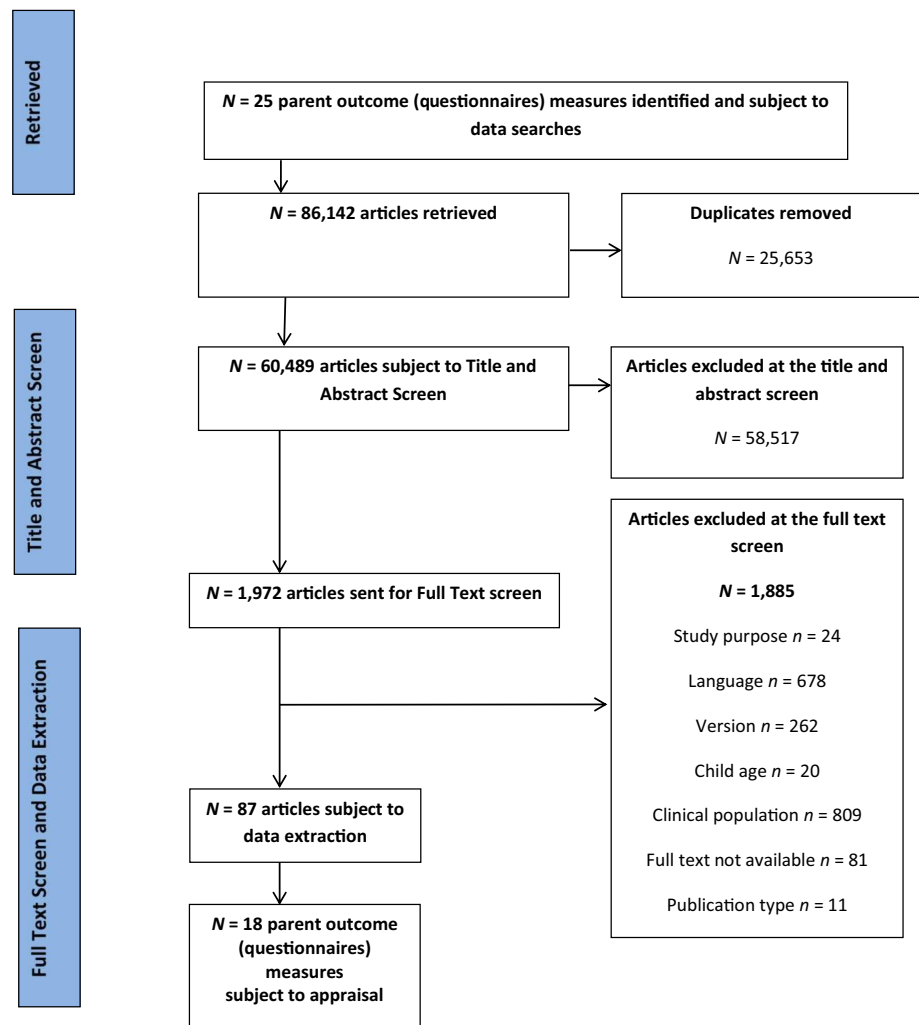 Retrieved
N = 25 parent outcome (questionnaires) measures identified and subject to
data searches
N = 86,142 articles retrieved
Duplicates removed
N = 25,653
Title and Abstract Screen
N = 60,489 articles subject to Title and
Abstract Screen
Articles excluded at the title and
abstract screen
N = 58,517
N = 1,972 articles sent for Full Text screen
Articles excluded at the full text
screen
N = 1,885
Study purpose n = 24
Language n = 678
Version n = 262
Child age n = 20
Clinical population n = 809
Full text not available n = 81
Publication type n = 11
Full Text Screen and Data Extraction
N = 87 articles subject to
data extraction
N = 18 parent outcome
(questionnaires)
measures
subject to appraisal